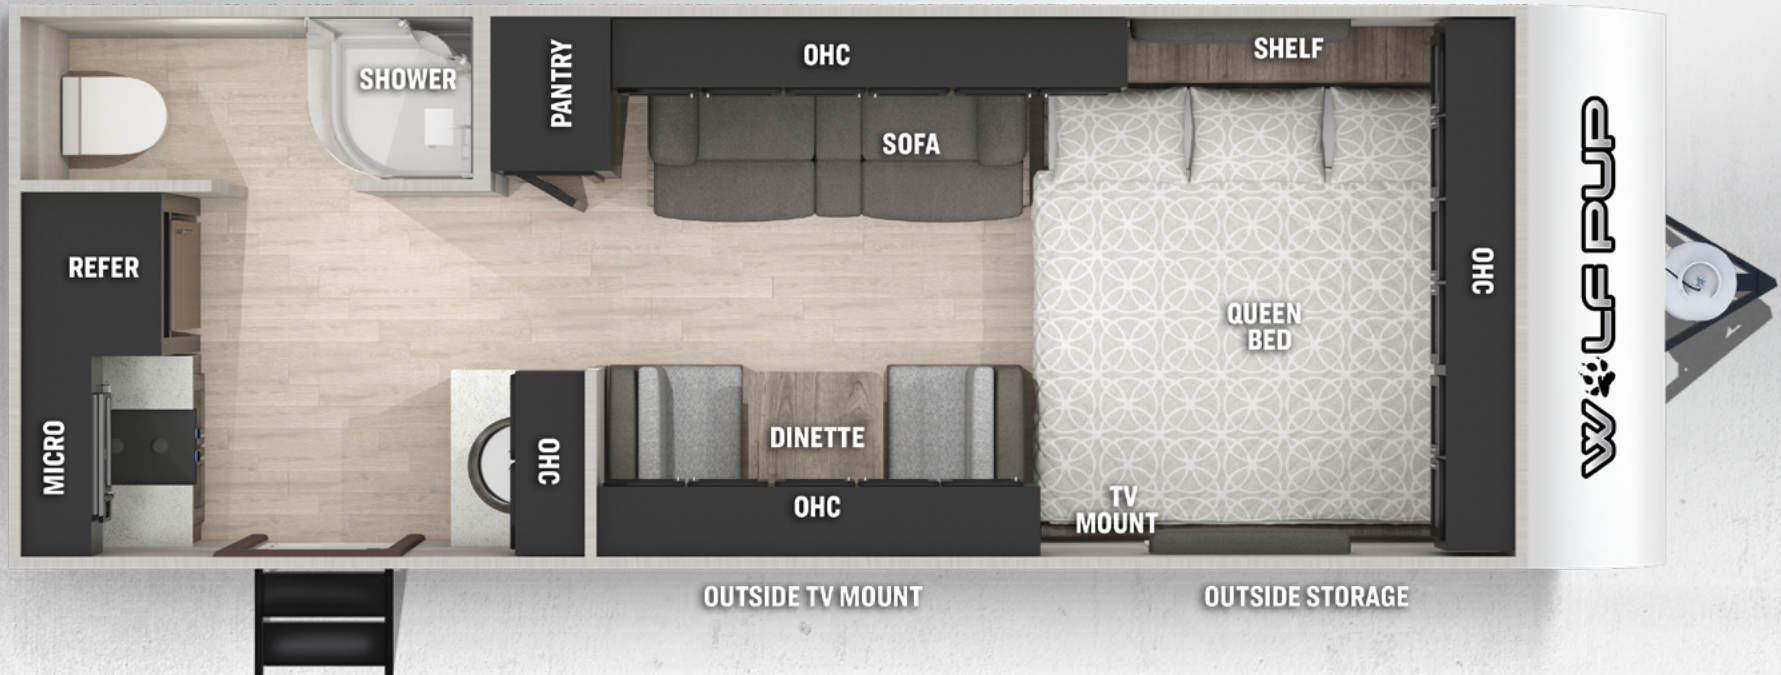 SHOWER
PANTRY
OHC
SHELF
SOFA
REFER
OHC
QUEEN
BED
MICRO
OHC
DINETTE
OHC
TV
MOUNT
WOLF PUP
OUTSIDE TV MOUNT
OUTSIDE STORAGE